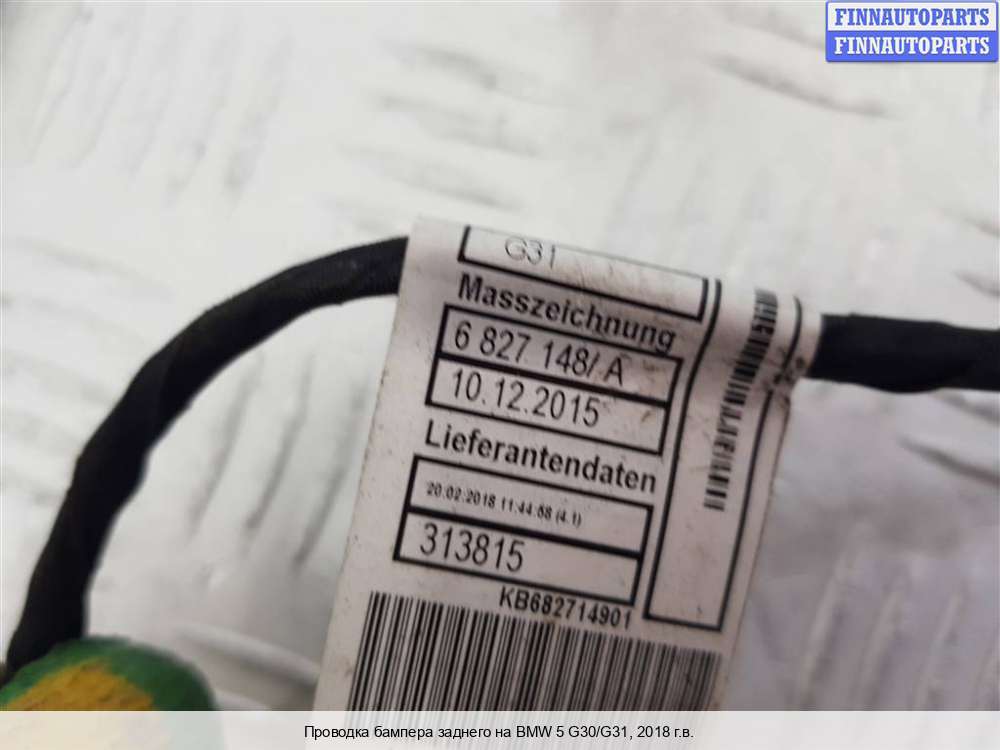 FINNAUTOPARTS
FINNAUTOPARTS
G31
Masszeichnung
6 827 148/ A
10.12.2015
Lieferantendaten
20.02.2018 11:44:58 (4.1)
313815
KB682714901
Проводка бампера заднего на BMW 5 G30/G31, 2018 г.в.